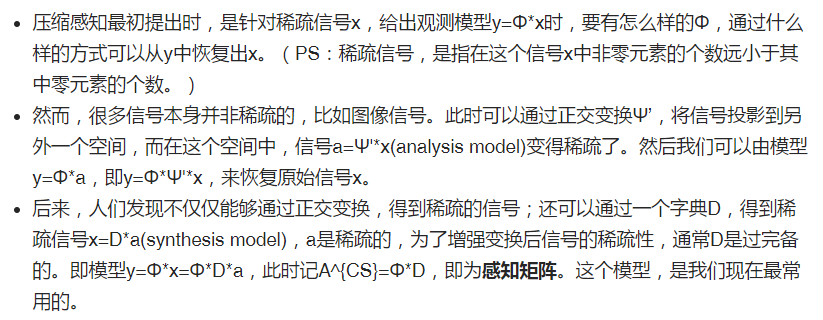 • 压缩感知最初提出时，是针对稀疏信号x，给出观测模型y=Φ*x时，要有怎么样的Φ，通过什么
样的方式可以从y中恢复出x。（PS：稀疏信号，是指在这个信号x中非零元素的个数远小于其
中零元素的个数。）
• 然而，很多信号本身并非稀疏的，比如图像信号。此时可以通过正交变换Ψ’，将信号投影到另
外一个空间，而在这个空间中，信号a=Ψ'*x(analysis model)变得稀疏了。然后我们可以由模型
y=Φ*a，即y=Φ*Ψ'*x，来恢复原始信号x。
• 后来，人们发现不仅仅能够通过正交变换，得到稀疏的信号；还可以通过一个字典D，得到稀
疏信号x=D*a(synthesis model)，a是稀疏的，为了增强变换后信号的稀疏性，通常D是过完备
的。即模型y=Φ*x=Φ*D*a，此时记A^{CS}=Φ*D，即为感知矩阵。这个模型，是我们现在最常
用的。